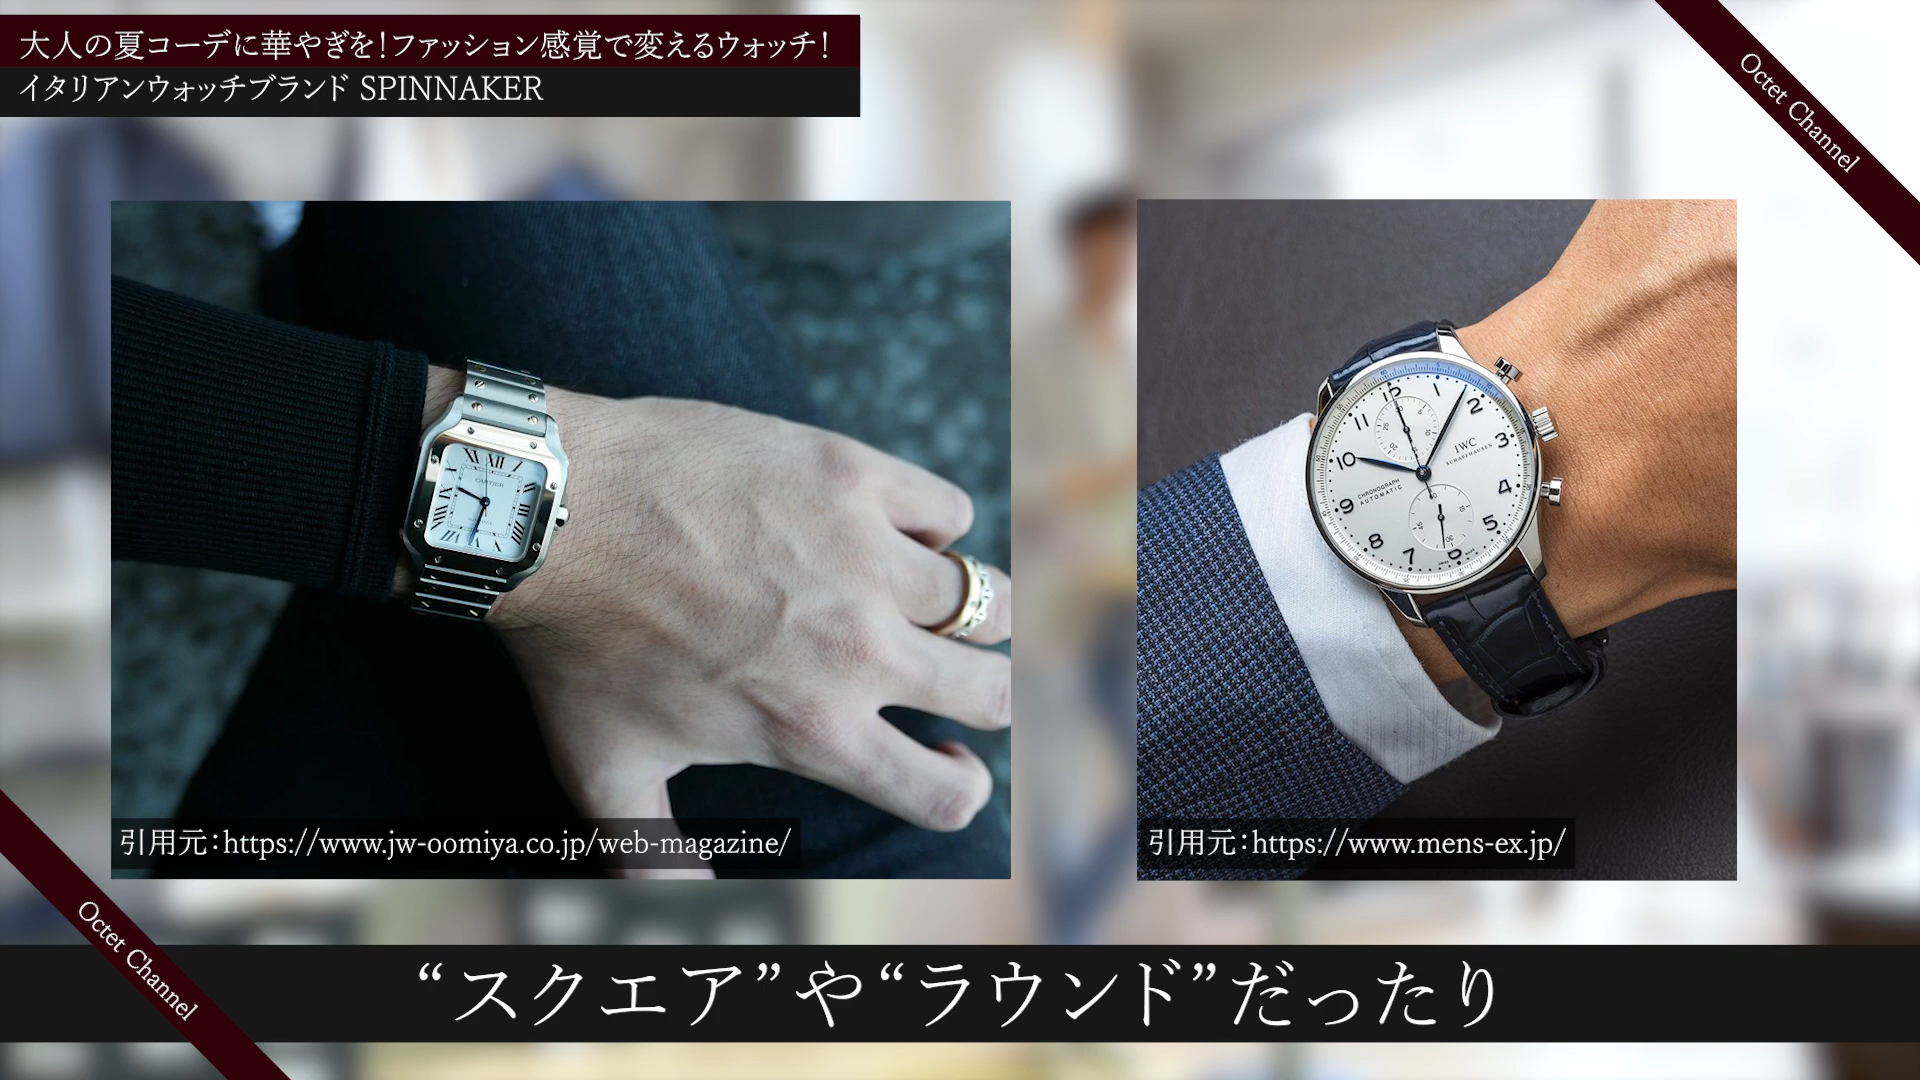 大人の夏コーデに華やぎを!ファッション感覚で変えるウォッチ!
イタリアンウォッチブランド SPINNAKER
Octet Channel
CARTIER
IWC
SCHAFFHAUSEN
CHRONOGRAPH
AUTOMATIC
引用元:https://www.jw-oomiya.co.jp/web-magazine/
引用元:https://www.mens-ex.jp/
Octet Channel
“スクエア”や“ラウンド”だったり